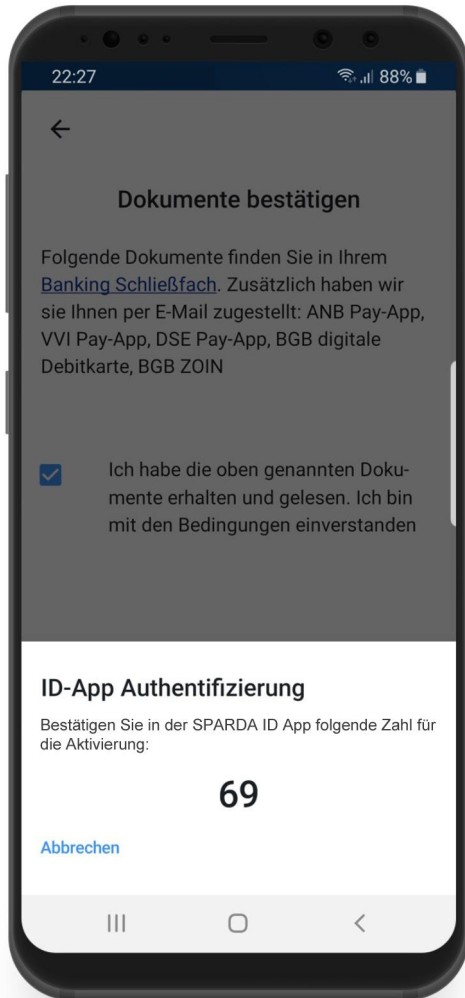 22:27 88%
Dokumente bestätigen
Folgende Dokumente finden Sie in Ihrem
Banking Schließfach. Zusätzlich haben wir
sie Ihnen per E-Mail zugestellt: ANB Pay-App,
VVI Pay-App, DSE Pay-App, BGB digitale
Debitkarte, BGB ZOIN
Ich habe die oben genannten Doku-
mente erhalten und gelesen. Ich bin
mit den Bedingungen einverstanden
ID-App Authentifizierung
Bestätigen Sie in der SPARDA ID App folgende Zahl für
die Aktivierung:
69
Abbrechen